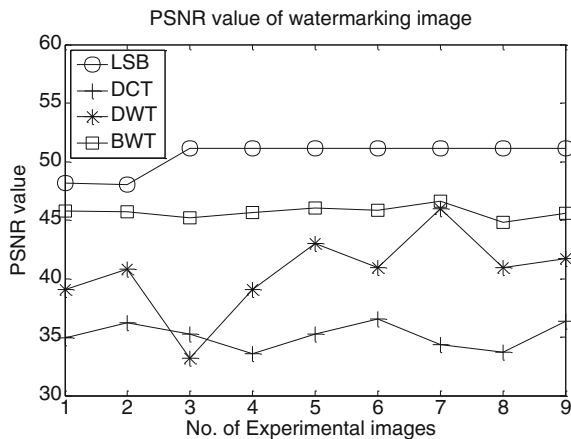 PSNR value of watermarking image
60
55
50
45
40
35
30
PSNR value
LSB
DCT
DWT
BWT
1 2 3 4 5 6 7 8 9
No. of Experimental images